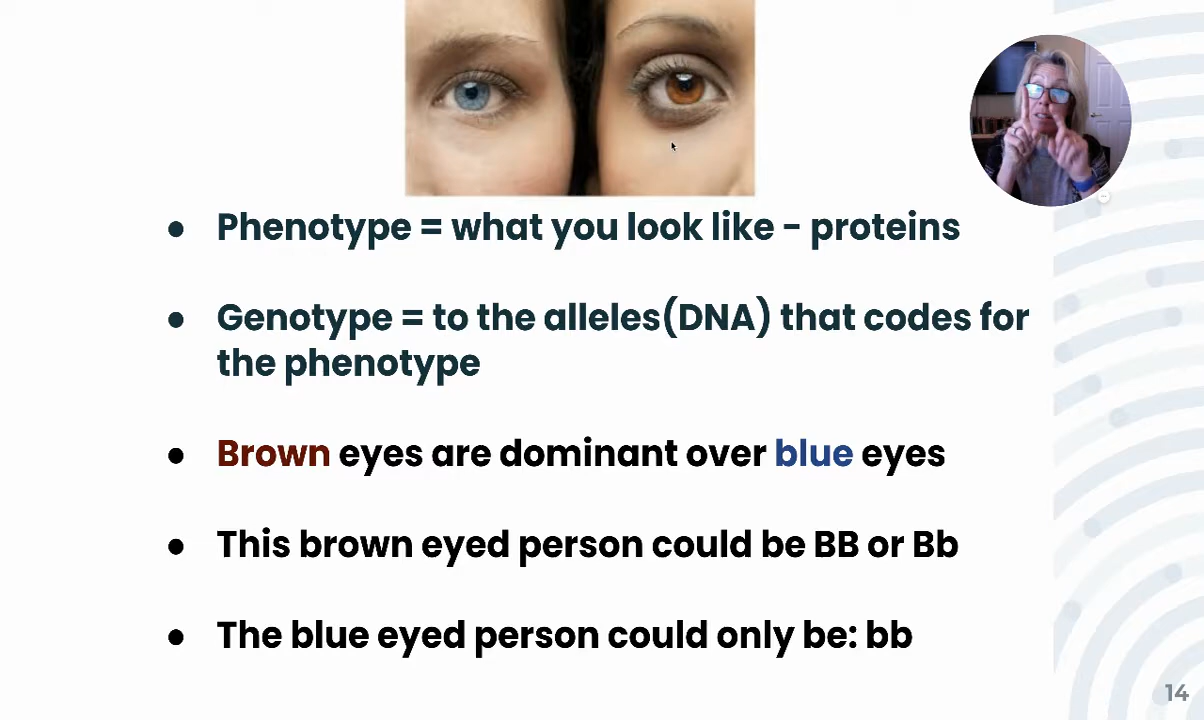 Phenotype = what you look like - proteins
Genotype = to the alleles(DNA) that codes for
the phenotype
Brown eyes are dominant over blue eyes
This brown eyed person could be BB or Bb
The blue eyed person could only be: bb
14